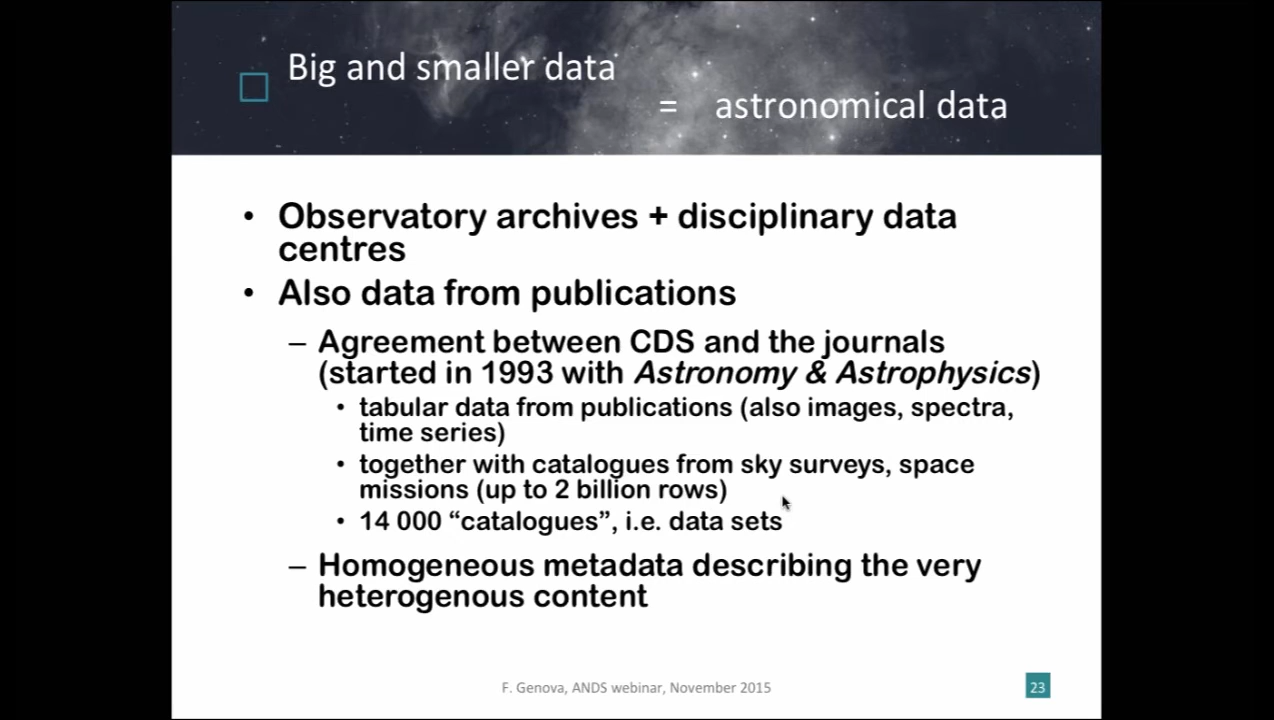 Big and smaller data
= astronomical data
• Observatory archives + disciplinary data
centres
• Also data from publications
– Agreement between CDS and the journals
(started in 1993 with Astronomy & Astrophysics)
• tabular data from publications (also images, spectra,
time series)
• together with catalogues from sky surveys, space
missions (up to 2 billion rows)
• 14 000 “catalogues”, i.e. data sets
– Homogeneous metadata describing the very
heterogenous content
F. Genova, ANDS webinar, November 2015
23